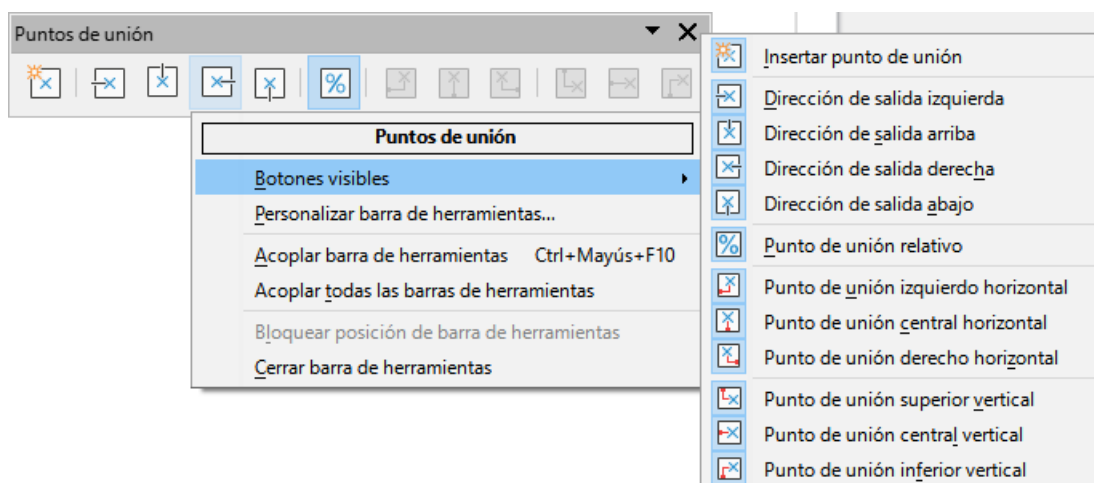 Puntos de unión
Puntos de unión
Botones visibles
Personalizar barra de herramientas...
Acoplar barra de herramientas Ctrl+Mayús+F10
Acoplar todas las barras de herramientas
Bloquear posición de barra de herramientas
Cerrar barra de herramientas
Insertar punto de unión
Dirección de salida izquierda
Dirección de salida arriba
Dirección de salida derecha
Dirección de salida abajo
Punto de unión relativo
Punto de unión izquierdo horizontal
Punto de unión central horizontal
Punto de unión derecho horizontal
Punto de unión superior vertical
Punto de unión central vertical
Punto de unión inferior vertical